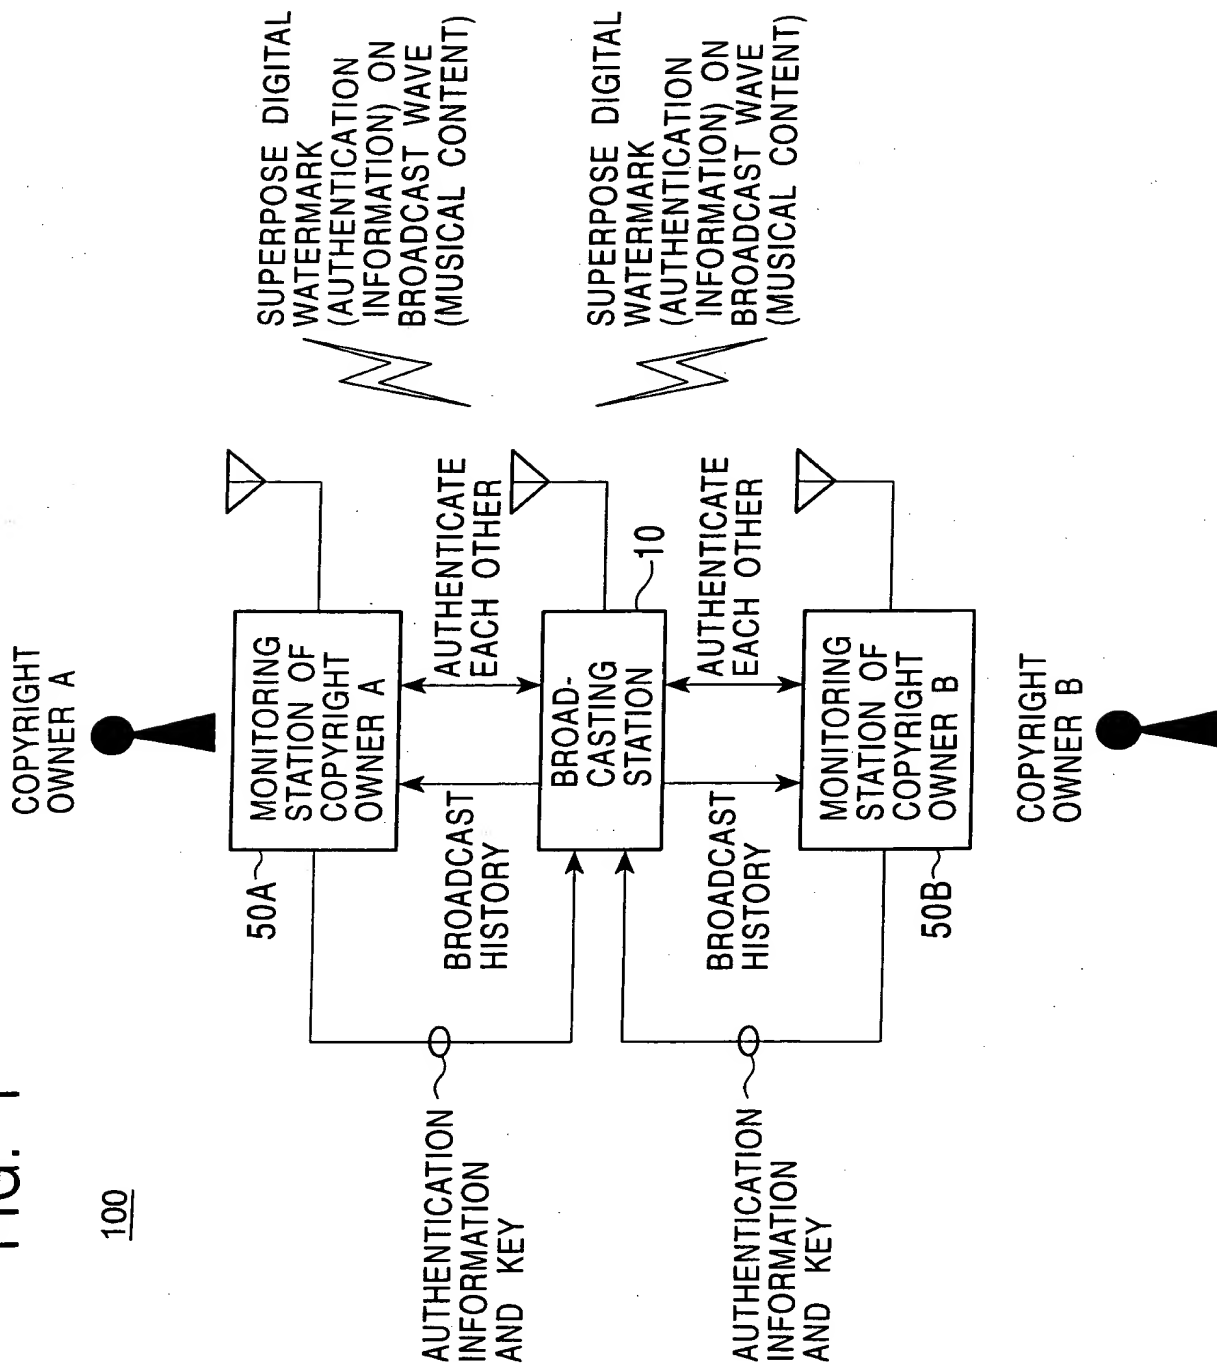 FIG. 1
100
COPYRIGHT
OWNER A
50A
MONITORING
STATION OF
COPYRIGHT
OWNER A
AUTHENTICATION
INFORMATION
AND KEY
BROADCAST
HISTORY
AUTHENTICATE
EACH OTHER
SUPERPOSE DIGITAL
WATERMARK
(AUTHENTICATION
INFORMATION) ON
BROADCAST WAVE
(MUSICAL CONTENT)
BROAD-
CASTING
STATION
10
AUTHENTICATION
INFORMATION
AND KEY
BROADCAST
HISTORY
AUTHENTICATE
EACH OTHER
SUPERPOSE DIGITAL
WATERMARK
(AUTHENTICATION
INFORMATION) ON
BROADCAST WAVE
(MUSICAL CONTENT)
50B
MONITORING
STATION OF
COPYRIGHT
OWNER B
COPYRIGHT
OWNER B